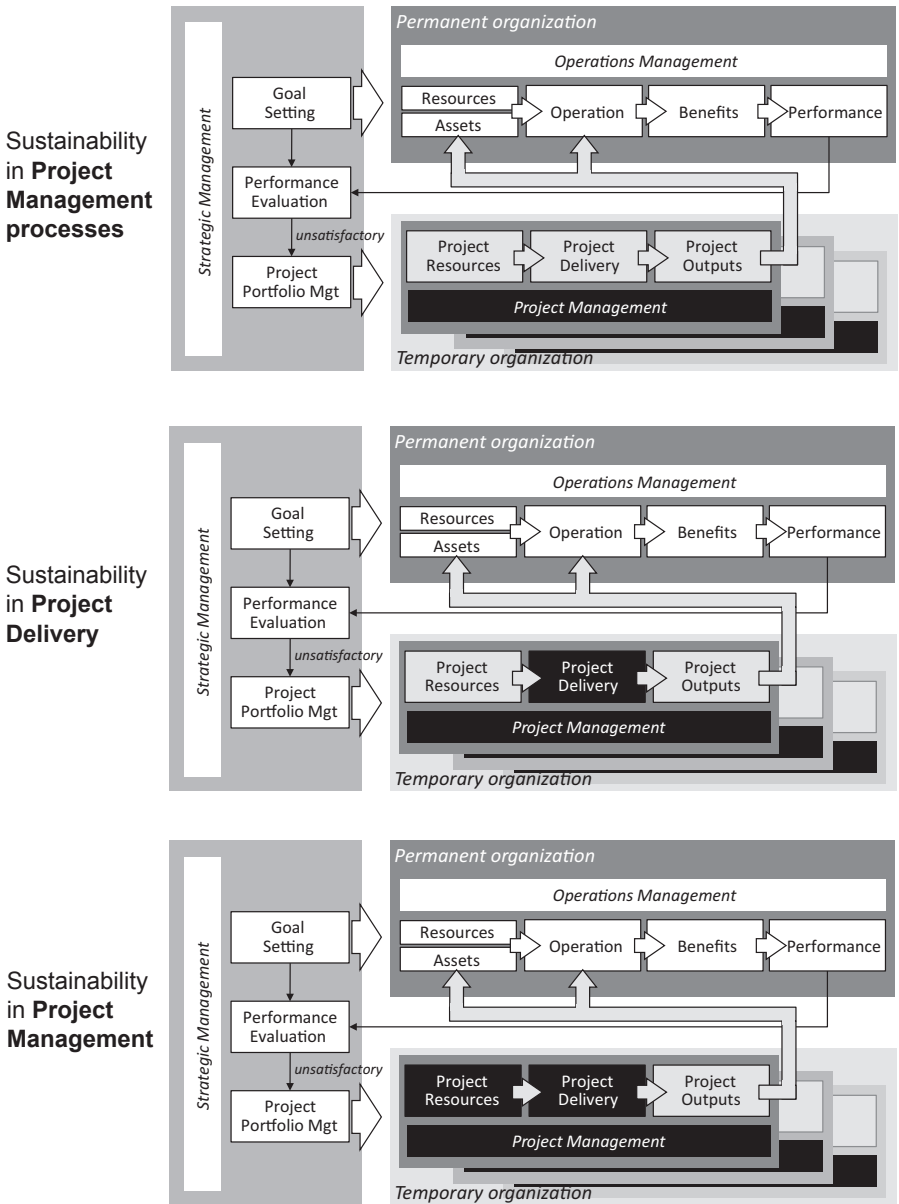 Sustainability
in Project
Management
processes
Strategic Management
Goal
Setting
Performance
Evaluation
unsatisfactory
Project
Portfolio Mgt
Permanent organization
Operations Management
Resources
Assets
Operation
Benefits
Performance
Project
Resources
Project
Delivery
Project
Outputs
Project Management
Temporary organization
Sustainability
in Project
Delivery
Strategic Management
Goal
Setting
Performance
Evaluation
unsatisfactory
Project
Portfolio Mgt
Permanent organization
Operations Management
Resources
Assets
Operation
Benefits
Performance
Project
Resources
Project
Delivery
Project
Outputs
Project Management
Temporary organization
Sustainability
in Project
Management
Strategic Management
Goal
Setting
Performance
Evaluation
unsatisfactory
Project
Portfolio Mgt
Permanent organization
Operations Management
Resources
Assets
Operation
Benefits
Performance
Project
Resources
Project
Delivery
Project
Outputs
Project Management
Temporary organization